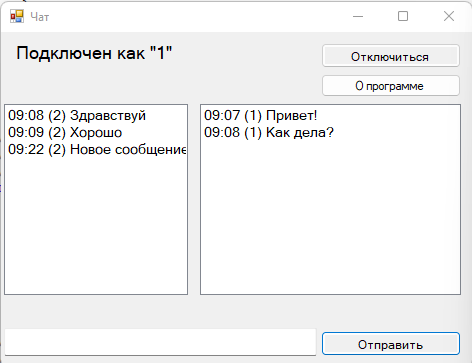 Чат
Подключен как "1"
Отключиться
О программе
09:08 (2) Здравствуй
09:09 (2) Хорошо
09:22 (2) Новое сообщение
09:07 (1) Привет!
09:08 (1) Как дела?
Отправить